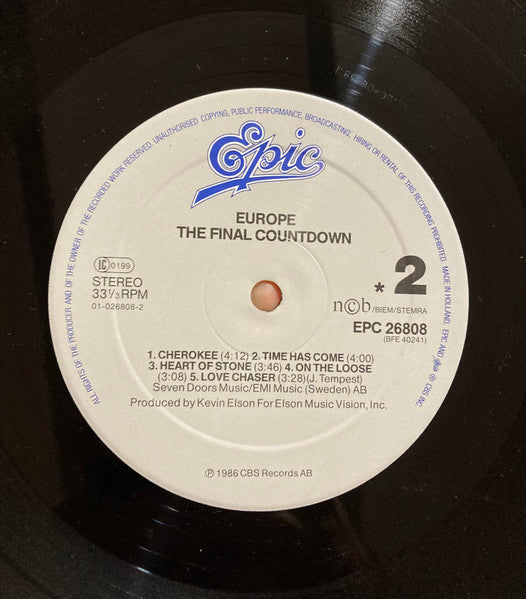 ALL RIGHTS OF THE PRODUCER AND OF THE OWNER OF THE RECORDED WORK RESERVED. UNAUTHORISED COPYING, PUBLIC PERFORMANCE, BROADCASTING, HIRING OR RENTAL OF THIS RECORDING PROHIBITED. MADE IN HOLLAND. EPIC AND
ARE ® CBS INC.
Epic
EUROPE
THE FINAL COUNTDOWN
LC 0199
STEREO
33⅓ RPM
01-026808-2
* 2
n©b/BIEM/STEMRA
EPC 26808
(BFE 40241)
1. CHEROKEE (4:12) 2. TIME HAS COME (4:00)
3. HEART OF STONE (3:46) 4. ON THE LOOSE
(3:08) 5. LOVE CHASER (3:28) (J. Tempest)
Seven Doors Music/EMI Music (Sweden) AB
Produced by Kevin Elson For Elson Music Vision, Inc.
℗ 1986 CBS Records AB